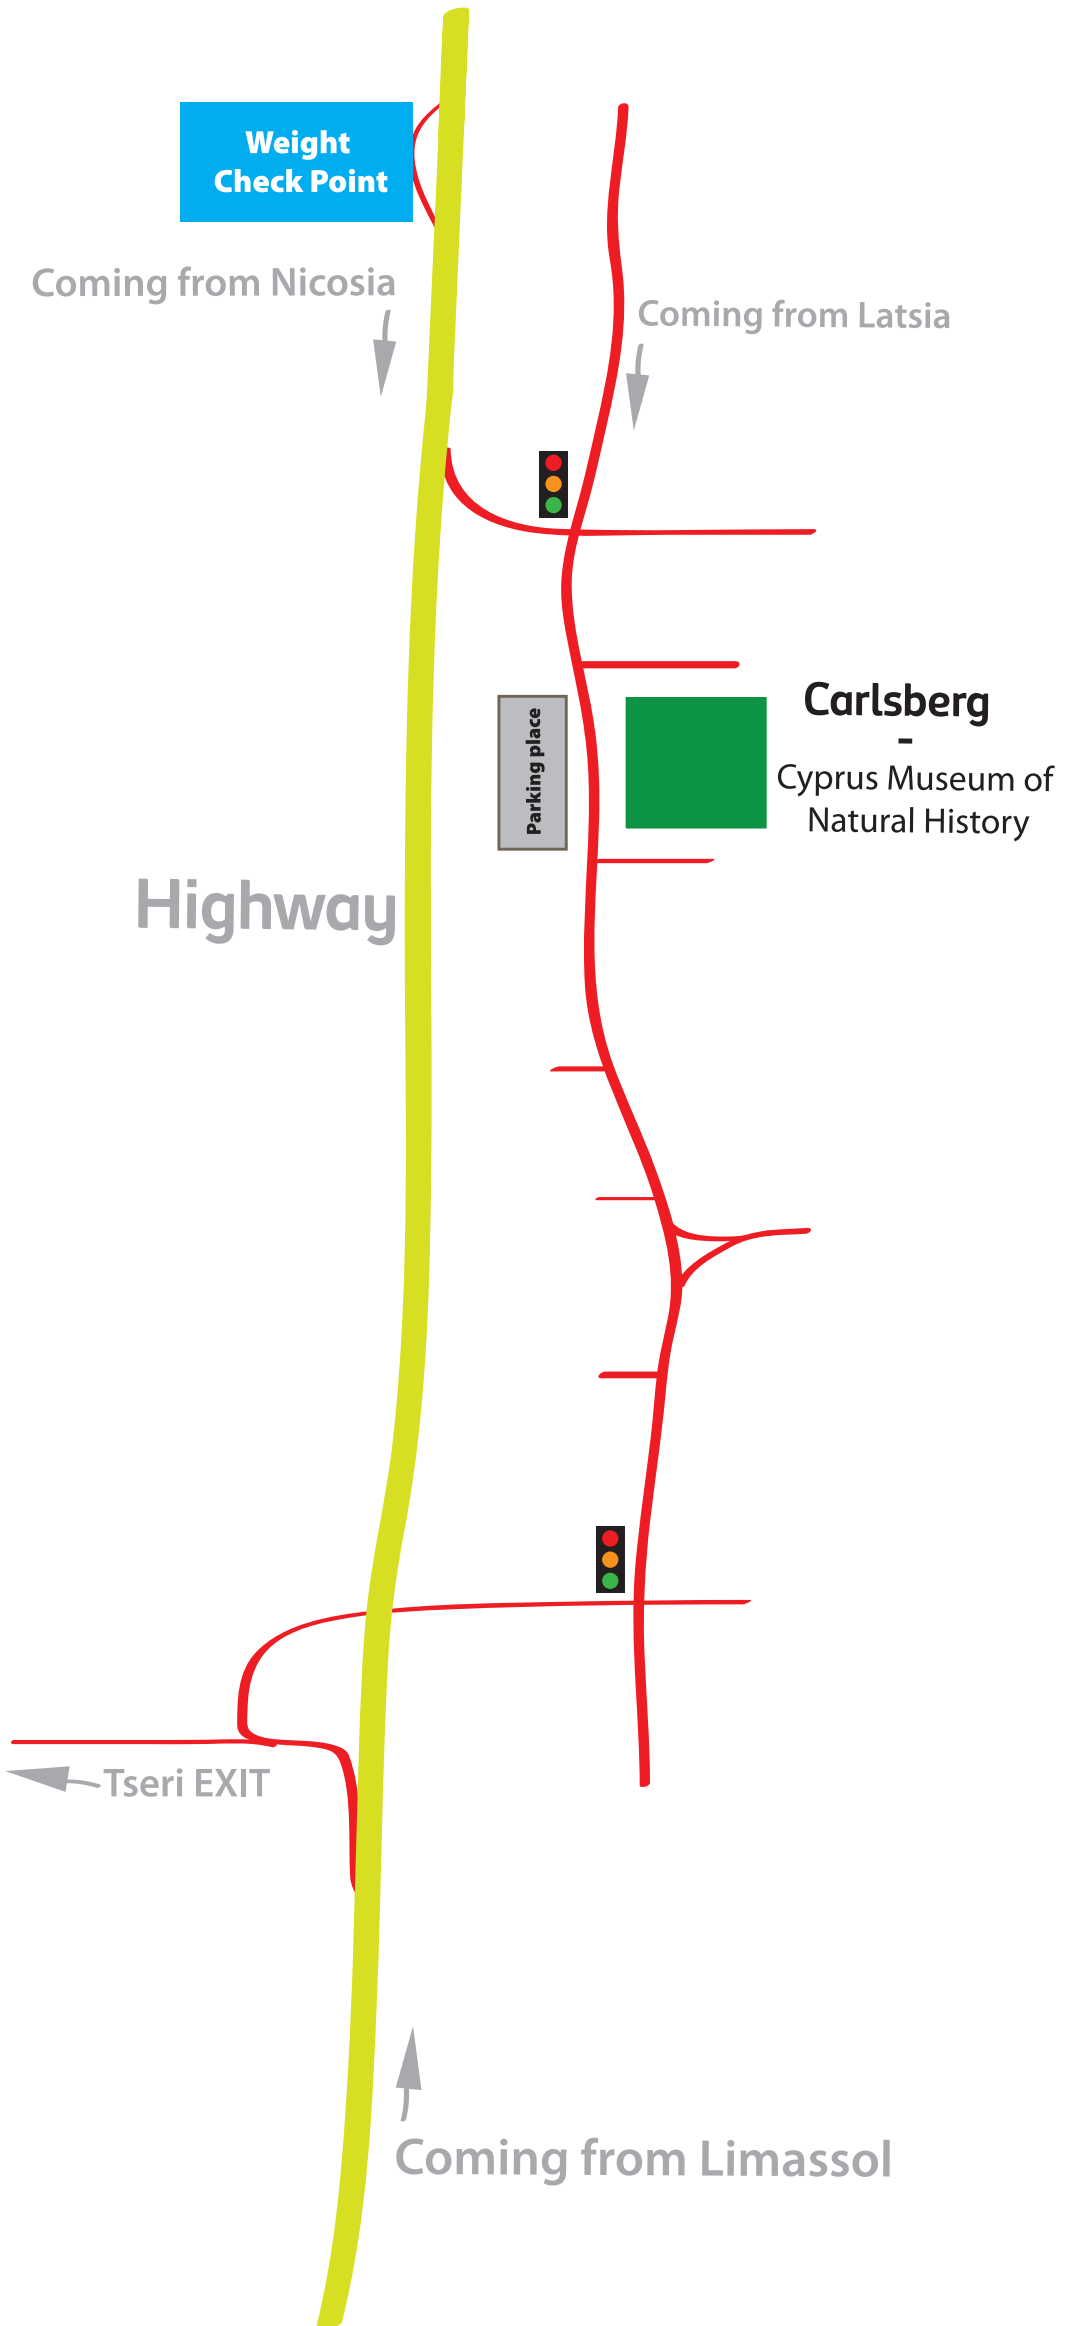 Weight
Check Point
Coming from Nicosia
Coming from Latsia
Parking place
Carlsberg
-
Cyprus Museum of
Natural History
Highway
Tseri EXIT
Coming from Limassol